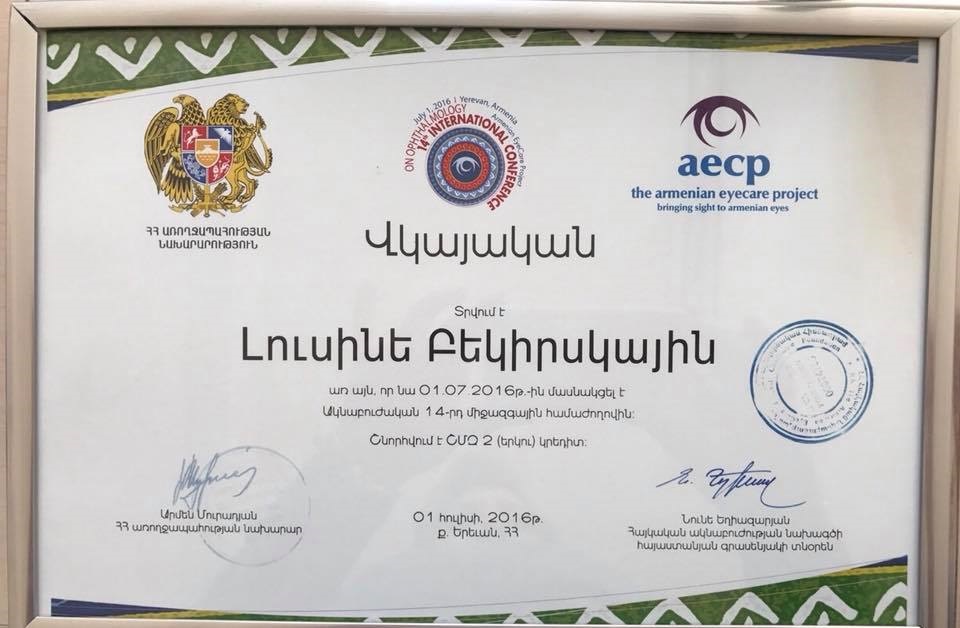 ՀՀ ԱՌՈՂՋԱՊԱՀՈՒԹՅԱՆ
ՆԱԽԱՐԱՐՈՒԹՅՈՒՆ
July 1, 2016 | Yerevan, Armenia
Armenian EyeCare Project
ON OPHTHALMOLOGY
14th INTERNATIONAL CONFERENCE
aecp
the armenian eyecare project
bringing sight to armenian eyes
Վկայական
Տրվում է
Լուսինե Բեկիրսկային
առ այն, որ նա 01.07.2016թ.-ին մասնակցել է
Ակնաբուժական 14-րդ միջազգային համաժողովին:
Շնորհվում է ՇՄԶ 2 (երկու) կրեդիտ:
Արմեն Մուրադյան
ՀՀ առողջապահության նախարար
01 հուլիսի, 2016թ.
ք. Երեւան, ՀՀ
Նունե Եղիազարյան
Հայկական ակնաբուժության նախագծի
հայաստանյան գրասենյակի տնօրեն